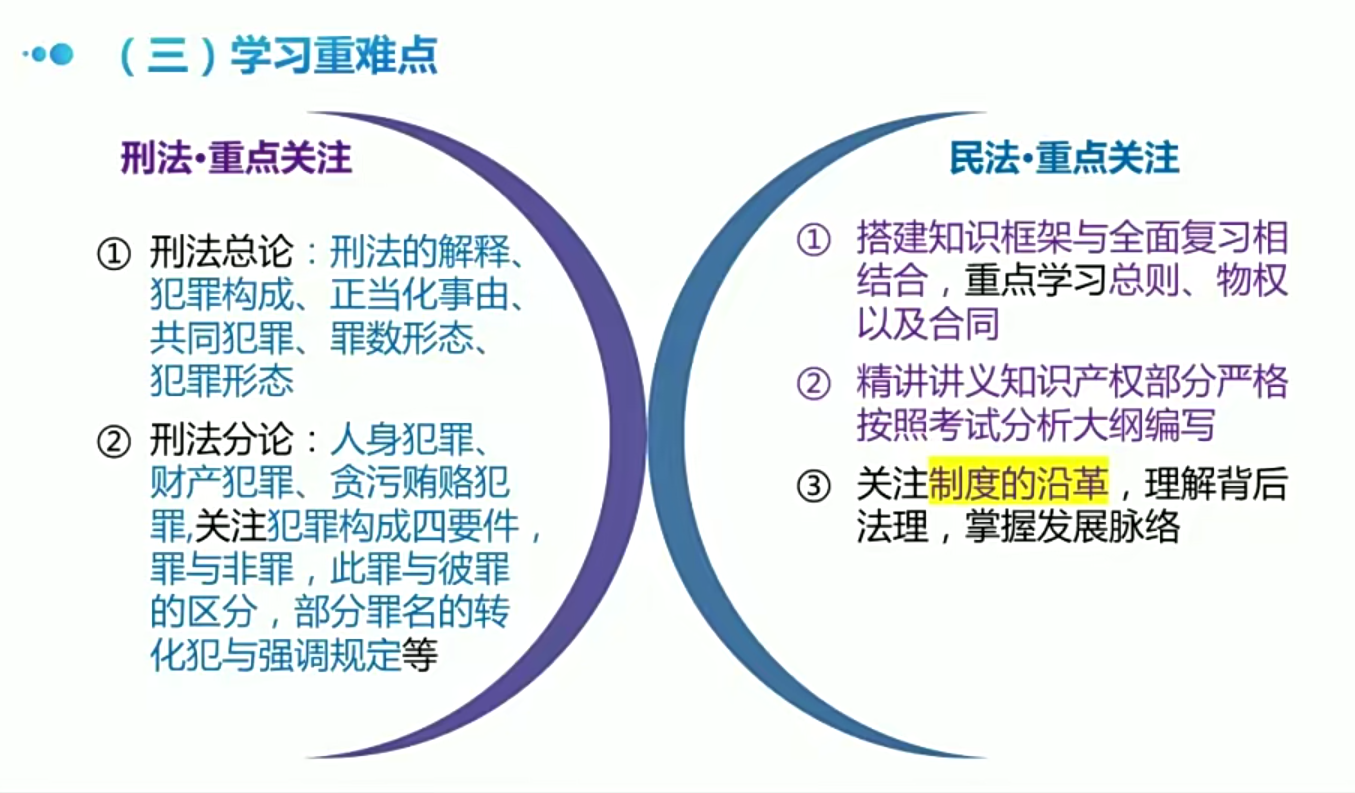 （三）学习重难点
刑法·重点关注
① 刑法总论：刑法的解释、
犯罪构成、正当化事由、
共同犯罪、罪数形态、
犯罪形态
② 刑法分论：人身犯罪、
财产犯罪、贪污贿赂犯
罪,关注犯罪构成四要件，
罪与非罪，此罪与彼罪
的区分，部分罪名的转
化犯与强调规定等
民法·重点关注
① 搭建知识框架与全面复习相
结合，重点学习总则、物权
以及合同
② 精讲讲义知识产权部分严格
按照考试分析大纲编写
③ 关注制度的沿革，理解背后
法理，掌握发展脉络